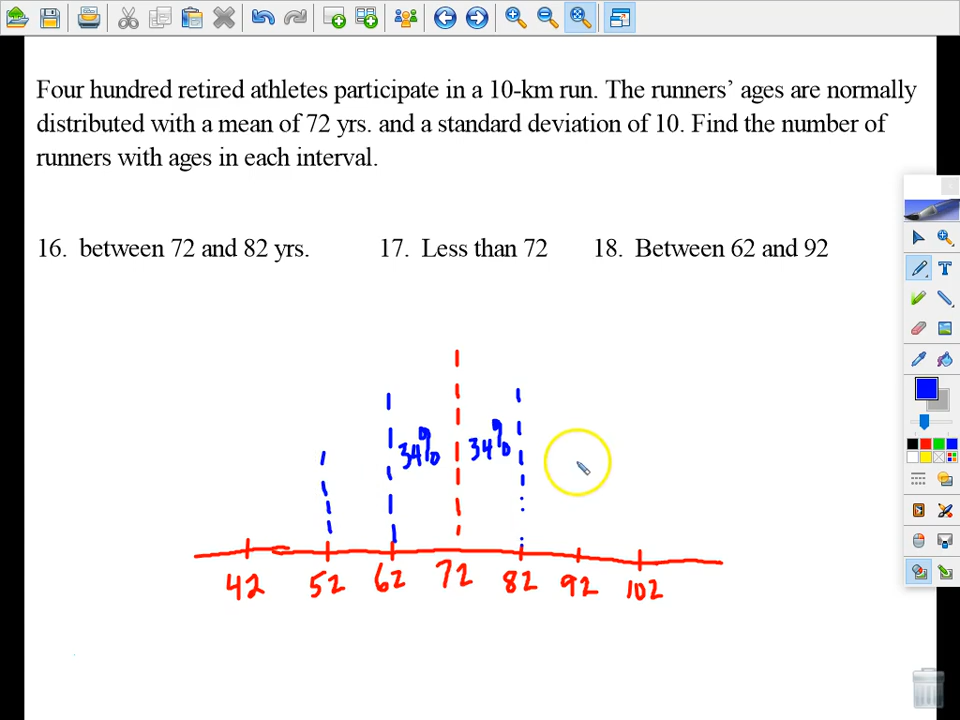 Four hundred retired athletes participate in a 10-km run. The runners’ ages are normally
distributed with a mean of 72 yrs. and a standard deviation of 10. Find the number of
runners with ages in each interval.
16. between 72 and 82 yrs. 17. Less than 72 18. Between 62 and 92
34% 34%
42 52 62 72 82 92 102